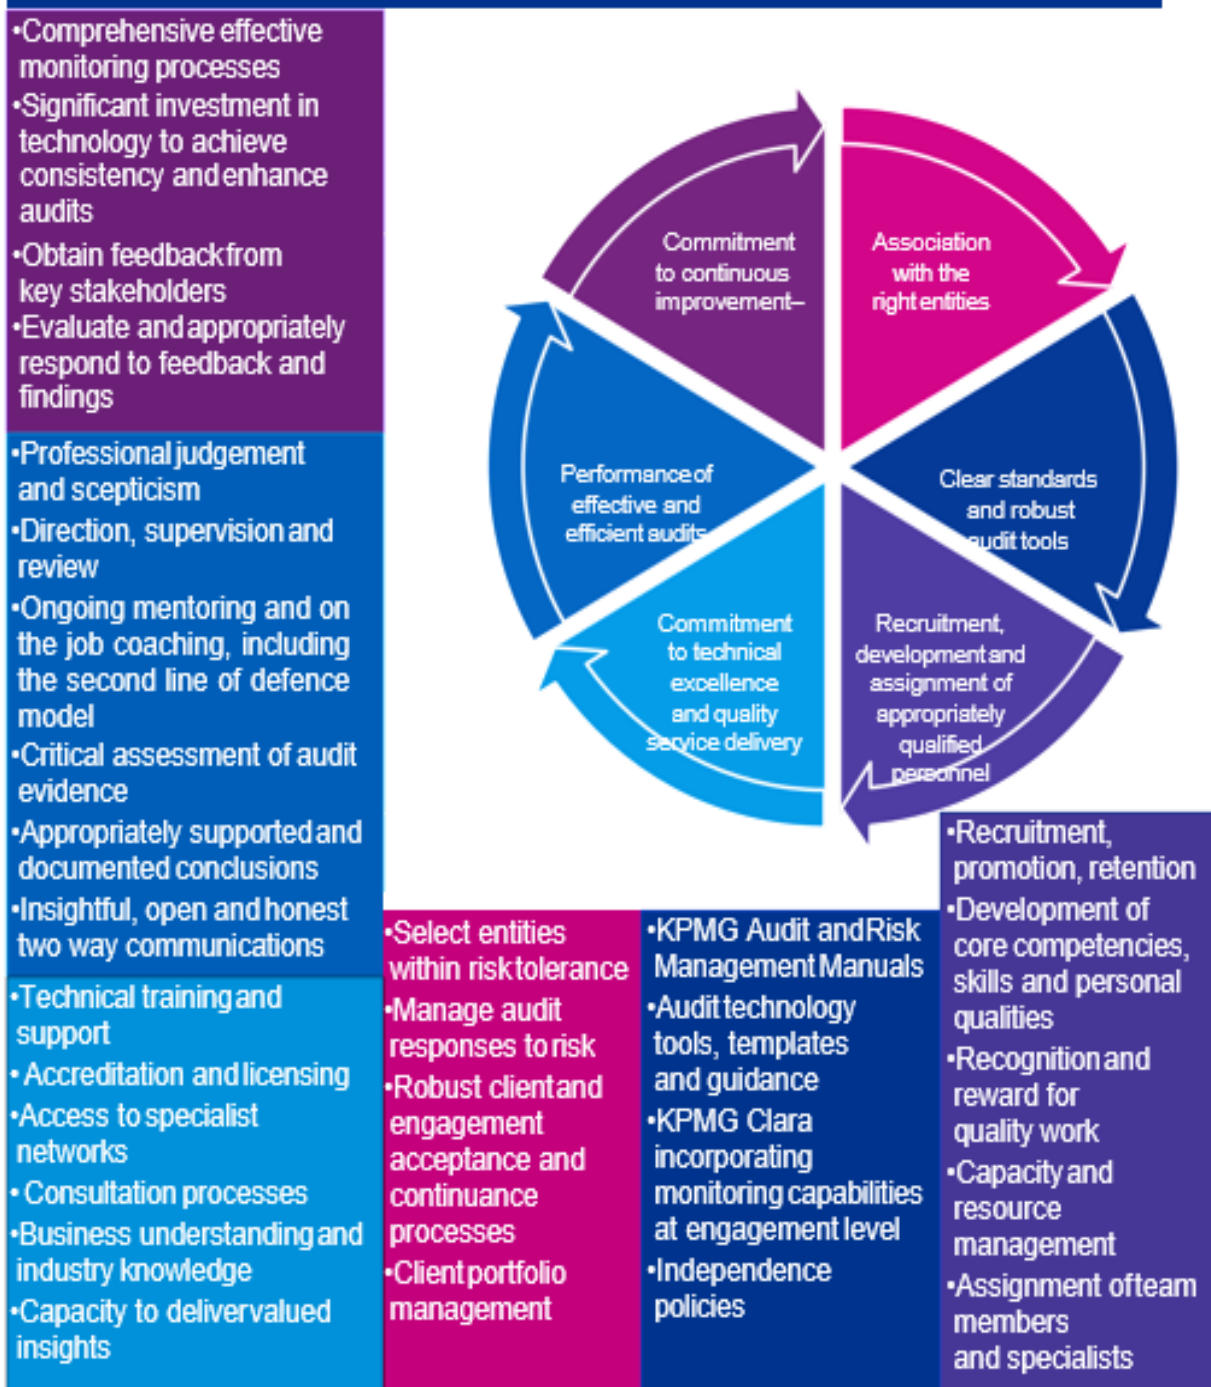 •Comprehensive effective
monitoring processes
•Significant investment in
technology to achieve
consistency and enhance
audits
•Obtain feedback from
key stakeholders
•Evaluate and appropriately
respond to feedback and
findings
•Professional judgement
and scepticism
•Direction, supervision and
review
•Ongoing mentoring and on
the job coaching, including
the second line of defence
model
•Critical assessment of audit
evidence
•Appropriately supported and
documented conclusions
•Insightful, open and honest
two way communications
•Technical training and
support
• Accreditation and licensing
•Access to specialist
networks
• Consultation processes
•Business understanding and
industry knowledge
•Capacity to deliver valued
insights
Commitment
to continuous
improvement–
Association
with the
right entities
Clear standards
and robust
audit tools
Recruitment,
development and
assignment of
appropriately
qualified
personnel
Commitment
to technical
excellence
and quality
service delivery
Performance of
effective and
efficient audits
•Select entities
within risk tolerance
•Manage audit
responses to risk
•Robust client and
engagement
acceptance and
continuance
processes
•Client portfolio
management
•KPMG Audit and Risk
Management Manuals
•Audit technology
tools, templates
and guidance
•KPMG Clara
incorporating
monitoring capabilities
at engagement level
•Independence
policies
•Recruitment,
promotion, retention
•Development of
core competencies,
skills and personal
qualities
•Recognition and
reward for
quality work
•Capacity and
resource
management
•Assignment of team
members
and specialists